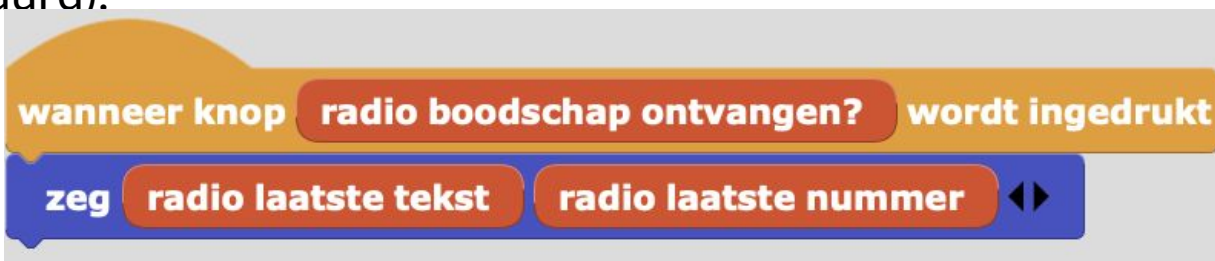 wanneer knop radio boodschap ontvangen? wordt ingedrukt
zeg radio laatste tekst radio laatste nummer